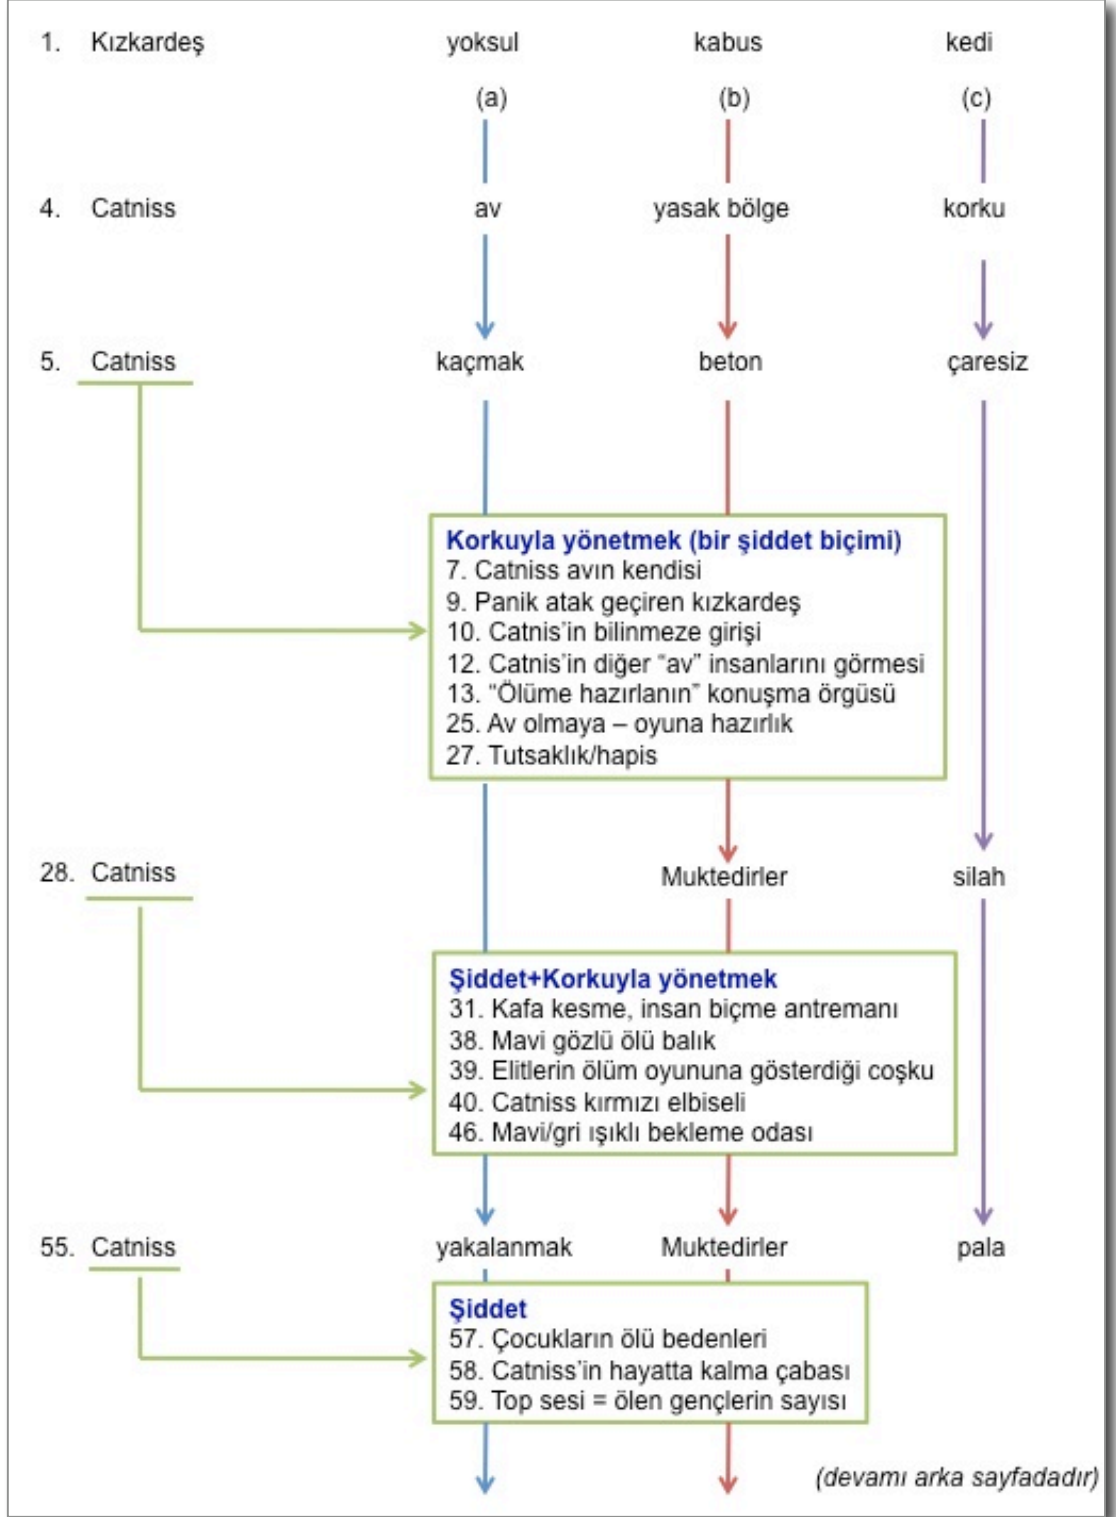 1. Kızkardeş yoksul kabus kedi
(a) (b) (c)
4. Catniss av yasak bölge korku
5. Catniss kaçmak beton çaresiz
Korkuyla yönetmek (bir şiddet biçimi)
7. Catniss avın kendisi
9. Panik atak geçiren kızkardeş
10. Catnis’in bilinmeze girişi
12. Catnis’in diğer “av” insanlarını görmesi
13. “Ölüme hazırlanın” konuşma örgüsü
25. Av olmaya – oyuna hazırlık
27. Tutsaklık/hapis
28. Catniss Muktedirler silah
Şiddet+Korkuyla yönetmek
31. Kafa kesme, insan biçme antremanı
38. Mavi gözlü ölü balık
39. Elitlerin ölüm oyununa gösterdiği coşku
40. Catniss kırmızı elbiseli
46. Mavi/gri ışıklı bekleme odası
55. Catniss yakalanmak Muktedirler pala
Şiddet
57. Çocukların ölü bedenleri
58. Catniss’in hayatta kalma çabası
59. Top sesi = ölen gençlerin sayısı
(devamı arka sayfadadır)